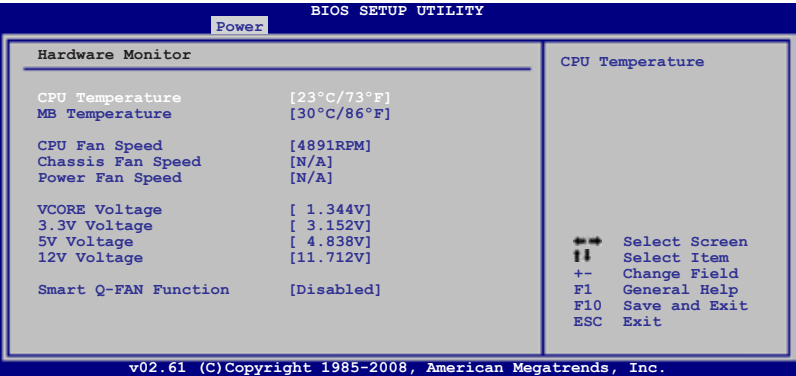 BIOS SETUP UTILITY
Power
Hardware Monitor
CPU Temperature [23°C/73°F]
MB Temperature [30°C/86°F]
CPU Fan Speed [4891RPM]
Chassis Fan Speed [N/A]
Power Fan Speed [N/A]
VCORE Voltage [ 1.344V]
3.3V Voltage [ 3.152V]
5V Voltage [ 4.838V]
12V Voltage [11.712V]
Smart Q-FAN Function [Disabled]
CPU Temperature
←→ Select Screen
↑↓ Select Item
+- Change Field
F1 General Help
F10 Save and Exit
ESC Exit
v02.61 (C)Copyright 1985-2008, American Megatrends, Inc.